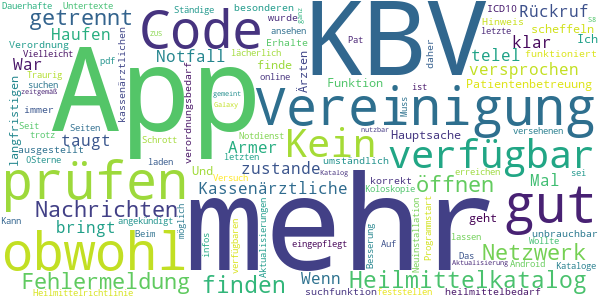 Dauerhafte
Untertexte
Ständige
besonderen
ICD10
Hinweis
Rückruf
getrennt
Code
KBV
wurde
Verordnung
Haufen
zus
ansehen
letzte
Ich
scheffeln
s8
Vielleicht
pdf
klar
Notfall
Pat
Erhalte
daher
funktioniert
War
telel
versprochen
App
Traurig
suchen
lächerlich
finde
online
Ärzten
Funktion
Patientenbetreuung
kassenärztlichen
verordnungsbedarf
ganz
langfristigen
immer
Seit
zeitgemäß
gemeint
Galaxy
Vereinigung
ist
Muss
trotz
Seiten
ausgestellt
taugt
Schrott
Notdienst
Hauptsache
versehenen
0Sterne
laden
Armer
letzten
Kein
verfügbar
prüfen
Und
zustande
umständlich
nutzbar
Mal
sei
Katalog
korrekt
erreichen
Kassenärztliche
Versuch
Koloskopie
öffnen
mehr
gut
Nachrichten
Kann
angekündigt
bringt
möglich
infos
verfügbaren
Aktualisierungen
eingepflegt
Besserung
geht
unbrauchbar
Neuinstallation
Programmstart
lassen
Wollte
obwohl
Beim
Auf
Das
Aktualisierung
Android
Kataloge
Netzwerk
Fehlermeldung
finden
Wenn
Heilmittelkatalog
Heilmittelrichtlinie
suchfunktion
feststellen
heilmittelbedarf